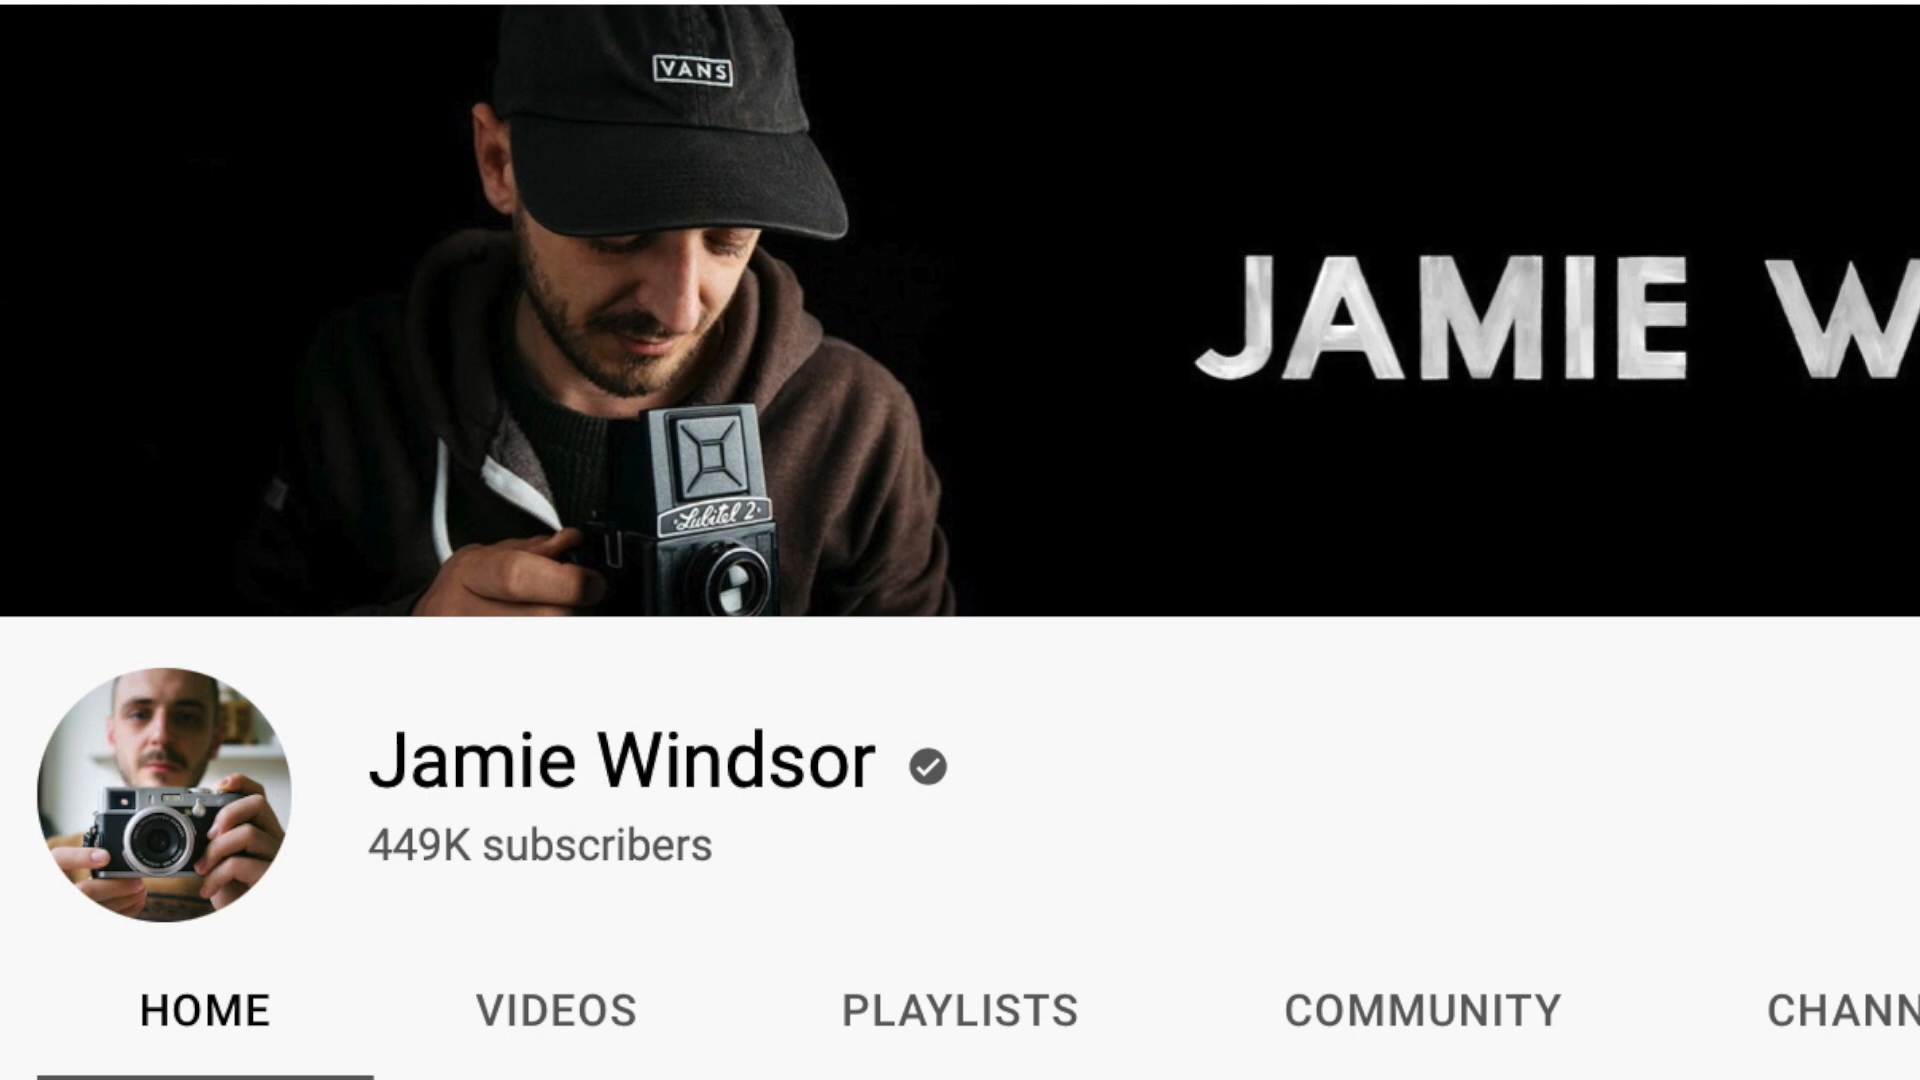 VANS
JAMIE W
Lubitel 2
Jamie Windsor
449K subscribers
HOME
VIDEOS
PLAYLISTS
COMMUNITY
CHANN